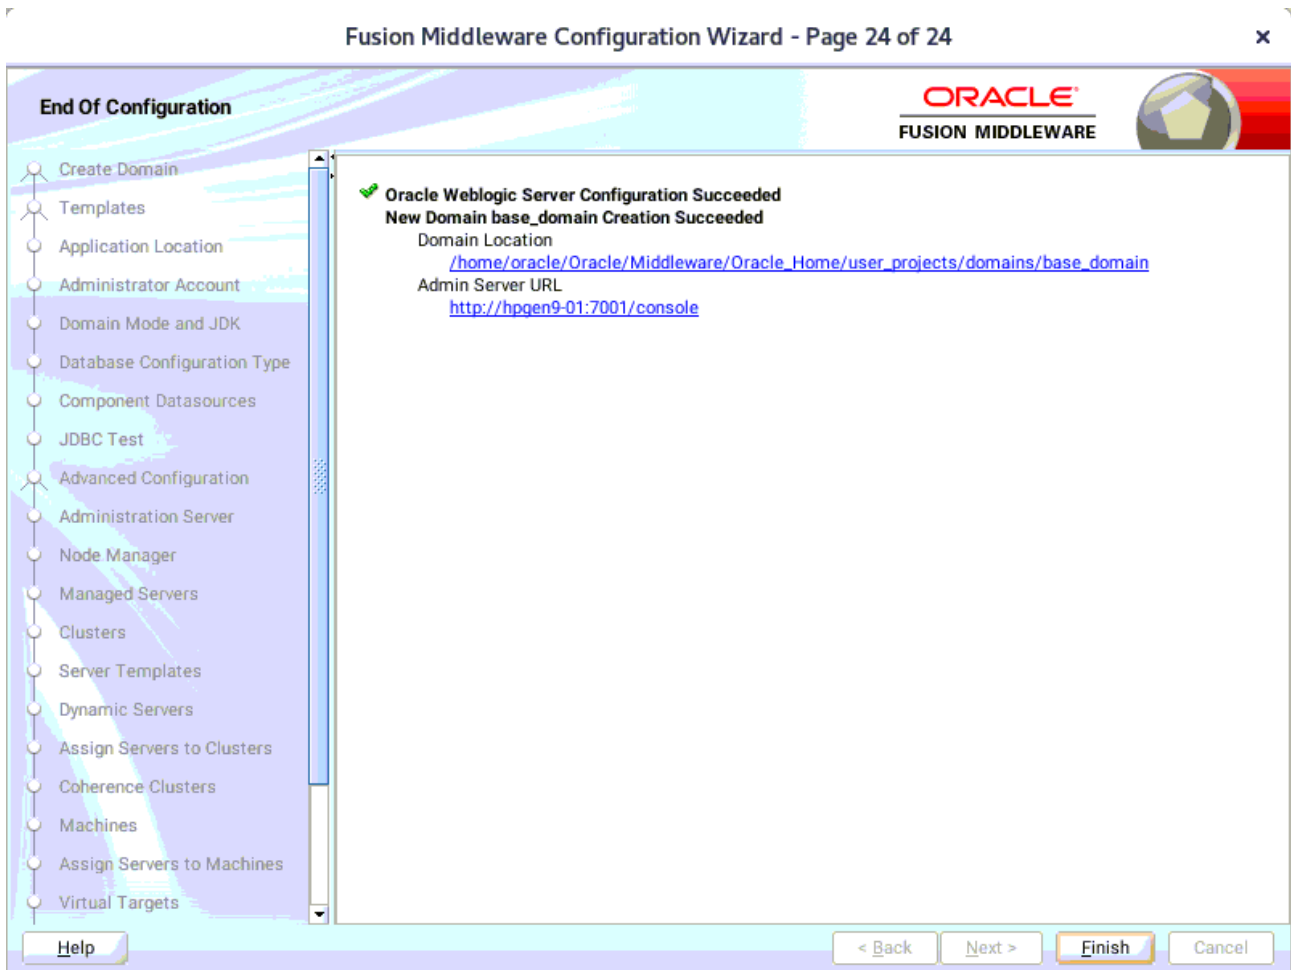 Fusion Middleware Configuration Wizard - Page 24 of 24
End Of Configuration
ORACLE
FUSION MIDDLEWARE
Create Domain
Templates
Application Location
Administrator Account
Domain Mode and JDK
Database Configuration Type
Component Datasources
JDBC Test
Advanced Configuration
Administration Server
Node Manager
Managed Servers
Clusters
Server Templates
Dynamic Servers
Assign Servers to Clusters
Coherence Clusters
Machines
Assign Servers to Machines
Virtual Targets
Oracle Weblogic Server Configuration Succeeded
New Domain base_domain Creation Succeeded
Domain Location
/home/oracle/Oracle/Middleware/Oracle_Home/user_projects/domains/base_domain
Admin Server URL
http://hpgen9-01:7001/console
Help
< Back
Next >
Finish
Cancel